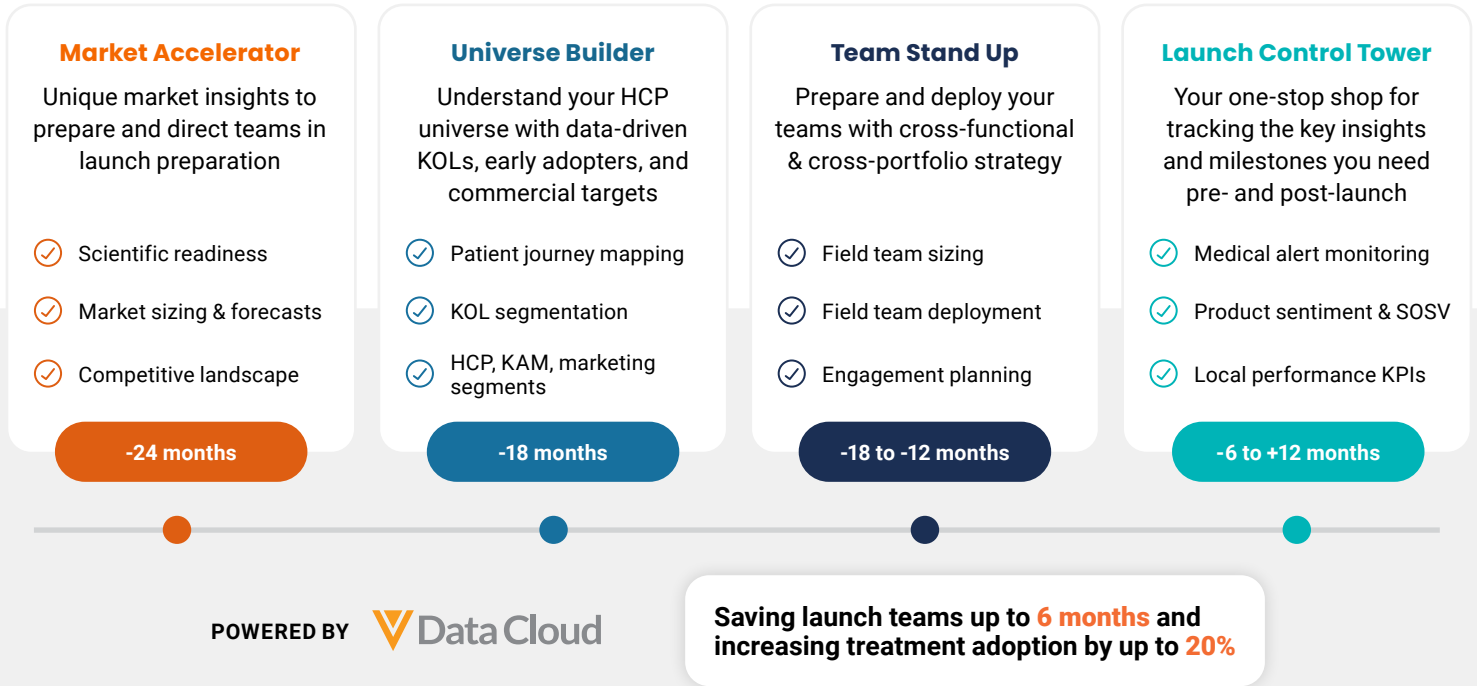 Market Accelerator
Unique market insights to
prepare and direct teams in
launch preparation
Scientific readiness
Market sizing & forecasts
Competitive landscape
-24 months
Universe Builder
Understand your HCP
universe with data-driven
KOLs, early adopters, and
commercial targets
Patient journey mapping
KOL segmentation
HCP, KAM, marketing
segments
-18 months
Team Stand Up
Prepare and deploy your
teams with cross-functional
& cross-portfolio strategy
Field team sizing
Field team deployment
Engagement planning
-18 to -12 months
Launch Control Tower
Your one-stop shop for
tracking the key insights
and milestones you need
pre- and post-launch
Medical alert monitoring
Product sentiment & SOSV
Local performance KPIs
-6 to +12 months
POWERED BY
Data Cloud
Saving launch teams up to 6 months and
increasing treatment adoption by up to 20%